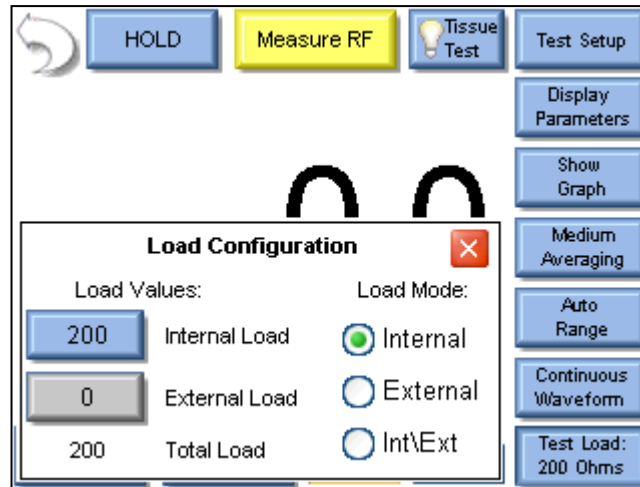 HOLD
Measure RF
Tissue
Test
Test Setup
Display
Parameters
Show
Graph
Medium
Averaging
Auto
Range
Continuous
Waveform
Test Load:
200 Ohms
Load Configuration
Load Values:
Load Mode:
200
Internal Load
Internal
0
External Load
External
200
Total Load
Int\Ext